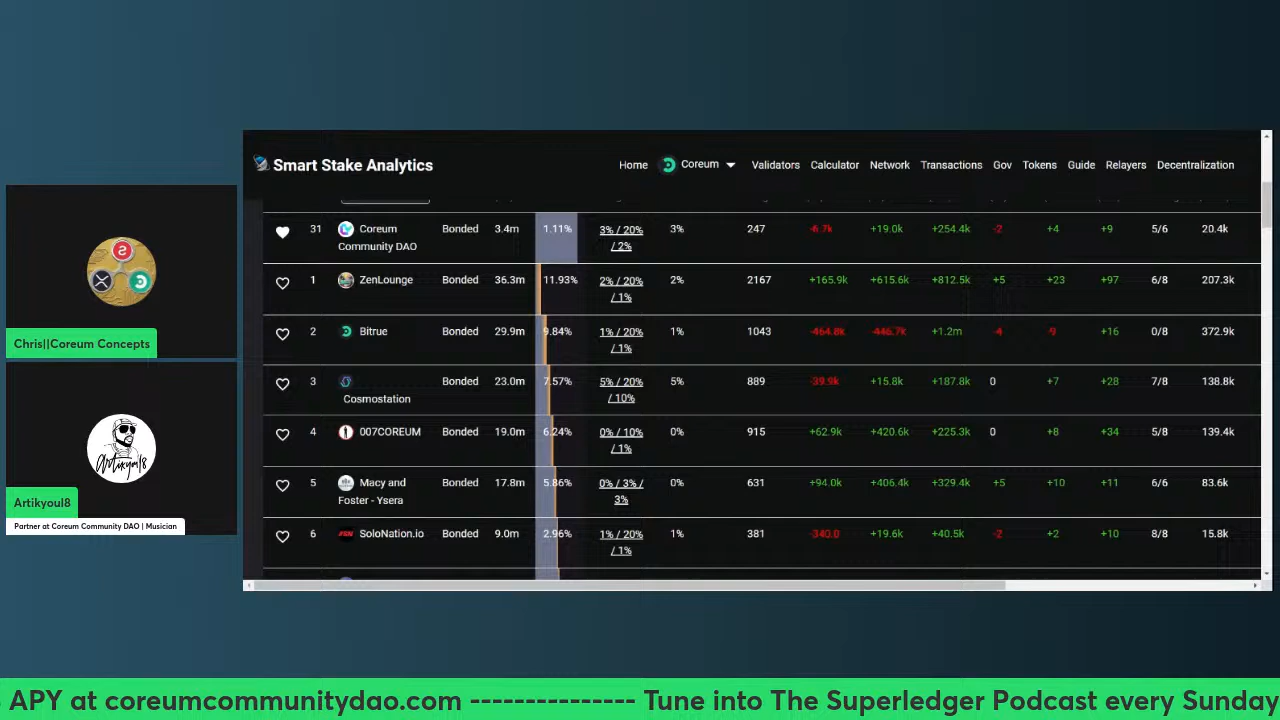 Smart Stake Analytics
Home Coreum Validators Calculator Network Transactions Gov Tokens Guide Relayers Decentralization
31 Coreum Community DAO Bonded 3.4m 1.11% 3% / 20% / 2% 3% 247 -6.7k +19.0k +254.4k -2 +4 +9 5/6 20.4k
1 ZenLounge Bonded 36.3m 11.93% 2% / 20% / 1% 2% 2167 +165.9k +615.6k +812.5k +5 +23 +97 6/8 207.3k
2 Bitrue Bonded 29.9m 9.84% 1% / 20% / 1% 1% 1043 -464.8k -446.7k +1.2m -4 -9 +16 0/8 372.9k
3 Cosmostation Bonded 23.0m 7.57% 5% / 20% / 10% 5% 889 -39.9k +15.8k +187.8k 0 +7 +28 7/8 138.8k
4 007COREUM Bonded 19.0m 6.24% 0% / 10% / 1% 0% 915 +62.9k +420.6k +225.3k 0 +8 +34 5/8 139.4k
5 Macy and Foster - Ysera Bonded 17.8m 5.86% 0% / 3% / 3% 0% 631 +94.0k +406.4k +329.4k +5 +10 +11 6/6 83.6k
6 SoloNation.io Bonded 9.0m 2.96% 1% / 20% / 1% 1% 381 -340.0 +19.6k +40.5k -2 +2 +10 8/8 15.8k
Chris||Coreum Concepts
Artikyoul8
Partner at Coreum Community DAO | Musician
APY at coreumcommunitydao.com --------------- Tune into The Superledger Podcast every Sunday